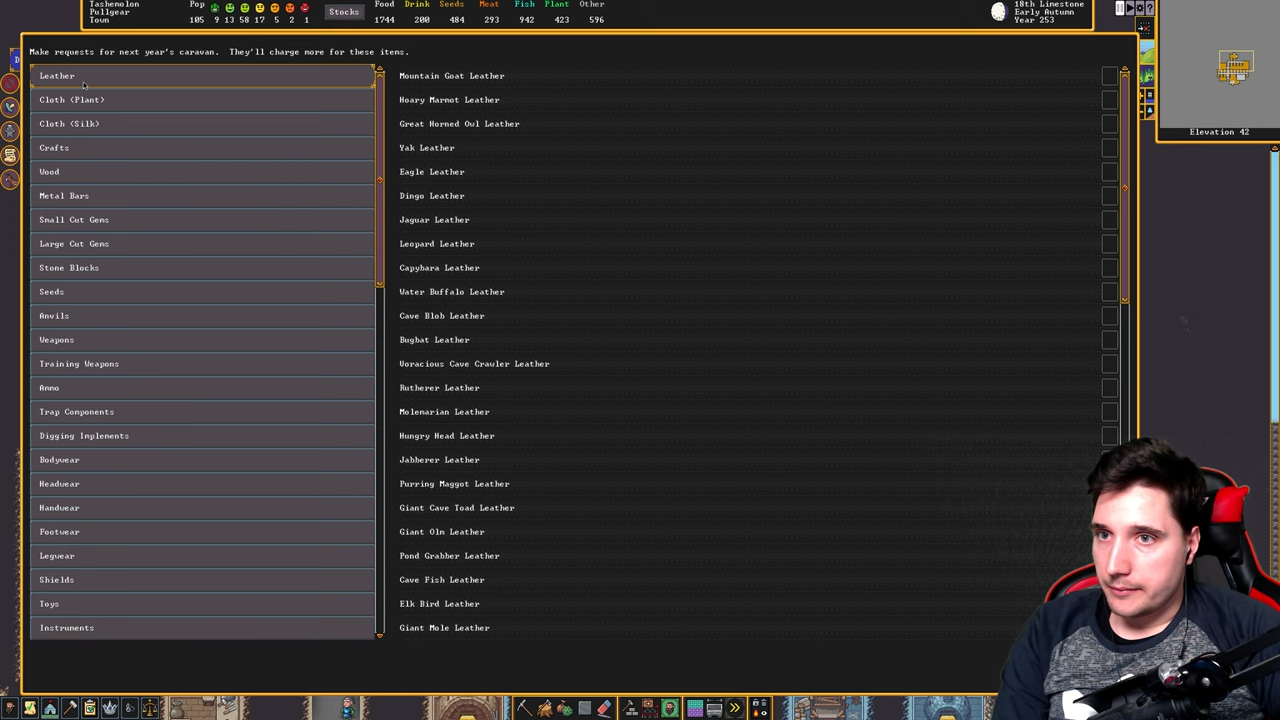 Tashemolon
Pullgear
Town
Pop
105 9 13 58 17 5 2 1
Stocks
Food Drink Seeds Meat Fish Plant Other
1744 200 484 293 942 423 596
18th Limestone
Early Autumn
Year 253
Make requests for next year's caravan. They'll charge more for these items.
Leather
Cloth (Plant)
Cloth (Silk)
Crafts
Wood
Metal Bars
Small Cut Gems
Large Cut Gems
Stone Blocks
Seeds
Anvils
Weapons
Training Weapons
Ammo
Trap Components
Digging Implements
Bodywear
Headwear
Handwear
Footwear
Legwear
Shields
Toys
Instruments
Mountain Goat Leather
Hoary Marmot Leather
Great Horned Owl Leather
Yak Leather
Eagle Leather
Dingo Leather
Jaguar Leather
Leopard Leather
Capybara Leather
Water Buffalo Leather
Cave Blob Leather
Bugbat Leather
Voracious Cave Crawler Leather
Rutherer Leather
Molemarian Leather
Hungry Head Leather
Jabberer Leather
Purring Maggot Leather
Giant Cave Toad Leather
Giant Olm Leather
Pond Grabber Leather
Cave Fish Leather
Elk Bird Leather
Giant Mole Leather
Elevation 42